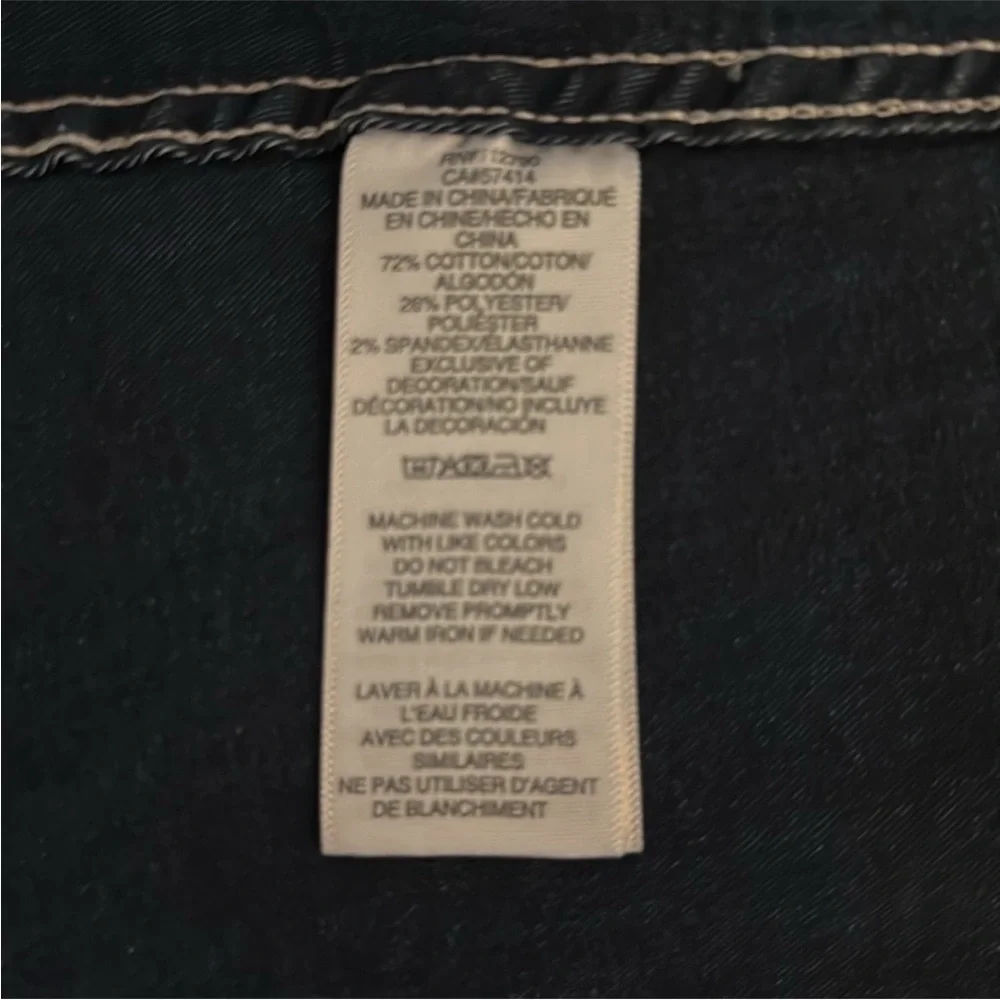 CA#57414
MADE IN CHINA/FABRIQUÉ
EN CHINE/HECHO EN
CHINA
72% COTTON/COTON/
ALGODÓN
26% POLYESTER/
POLIÉSTER
2% SPANDEX/ÉLASTHANNE
EXCLUSIVE OF
DECORATION/SAUF
DÉCORATION/NO INCLUYE
LA DECORACIÓN
MACHINE WASH COLD
WITH LIKE COLORS
DO NOT BLEACH
TUMBLE DRY LOW
REMOVE PROMPTLY
WARM IRON IF NEEDED
LAVER À LA MACHINE À
L'EAU FROIDE
AVEC DES COULEURS
SIMILAIRES
NE PAS UTILISER D'AGENT
DE BLANCHIMENT